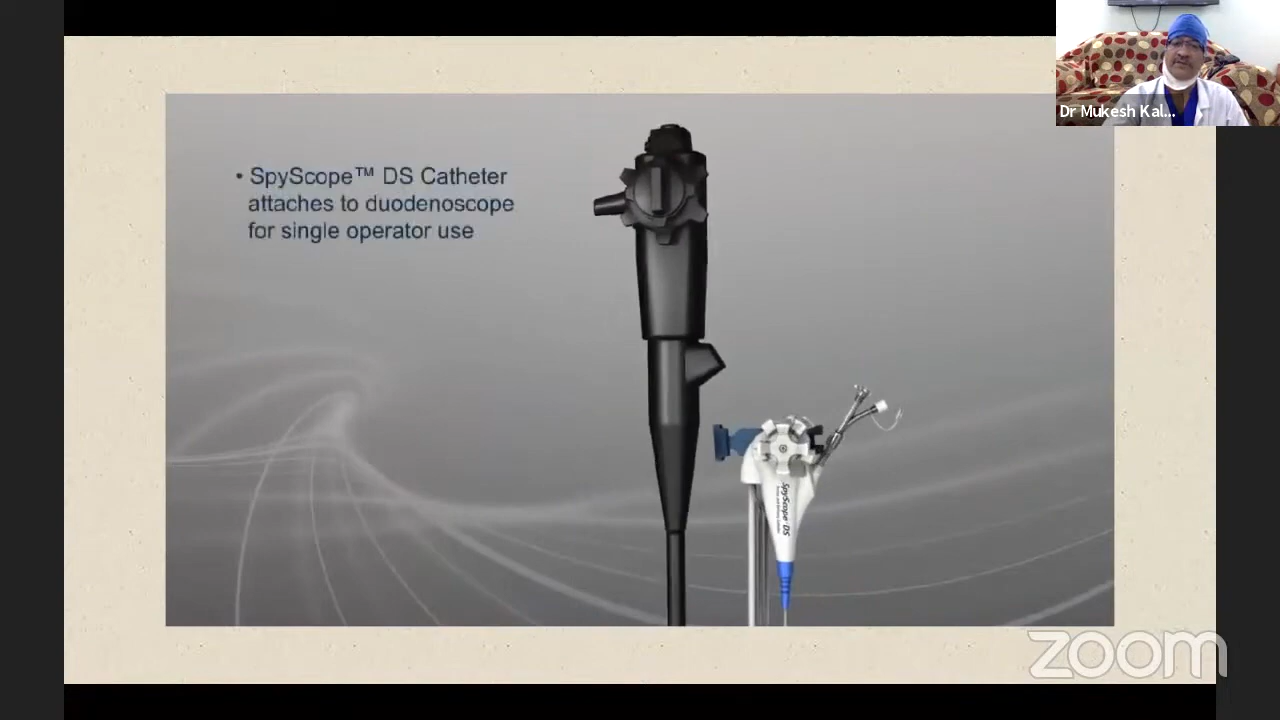 Dr Mukesh Kal...
• SpyScope™ DS Catheter
attaches to duodenoscope
for single operator use
SpyScope DS
zoom